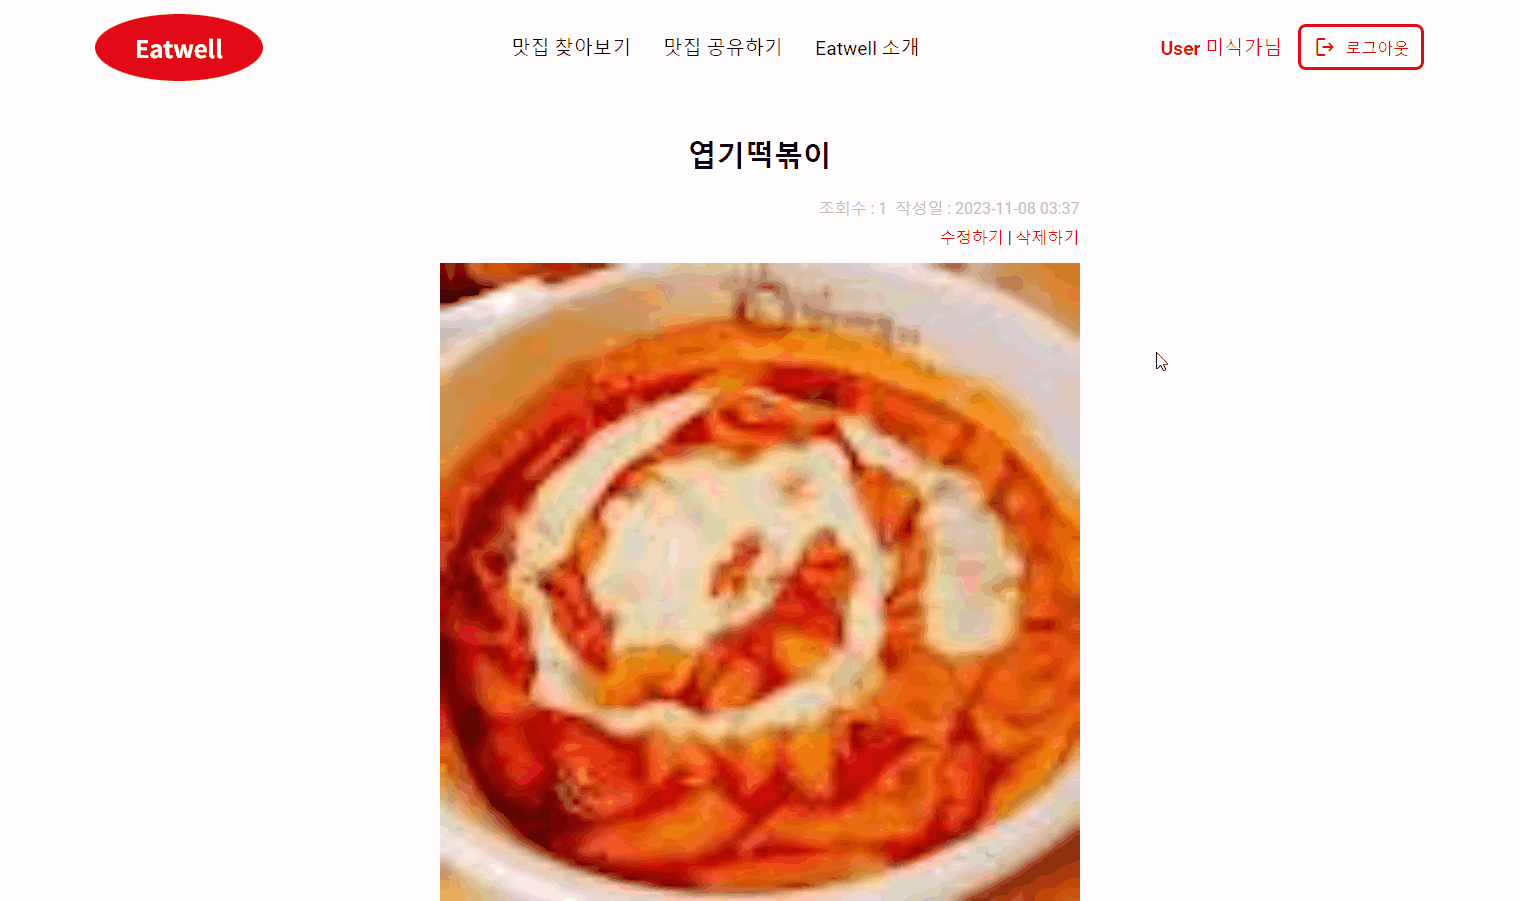 Eatwell
맛집 찾아보기 맛집 공유하기 Eatwell 소개
User 미식가님 로그아웃
엽기떡볶이
조회수 : 1 작성일 : 2023-11-08 03:37
수정하기 | 삭제하기